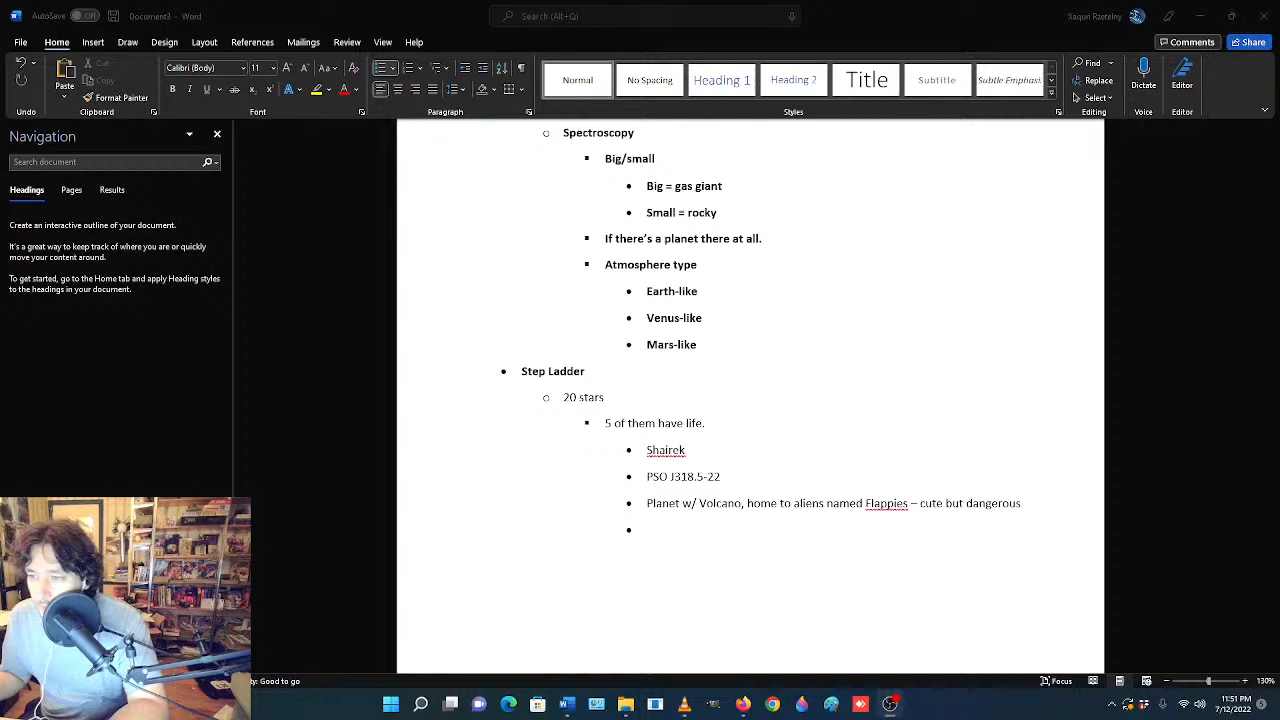 AutoSave Off Document3 - Word
Search (Alt+Q)
Xaquri Rzetelny
File Home Insert Draw Design Layout References Mailings Review View Help
Comments Share
Paste Cut Copy Format Painter
Calibri (Body) 11
Normal No Spacing Heading 1 Heading 2 Title Subtitle Subtle Emphasis
Find Replace Select
Dictate Editor
Undo Clipboard Font Paragraph Styles Editing Voice Editor
Navigation
Search document
Headings Pages Results
Create an interactive outline of your document.
It's a great way to keep track of where you are or quickly
move your content around.
To get started, go to the Home tab and apply Heading styles
to the headings in your document.
Spectroscopy
Big/small
Big = gas giant
Small = rocky
If there's a planet there at all.
Atmosphere type
Earth-like
Venus-like
Mars-like
Step Ladder
20 stars
5 of them have life.
Shairek
PSO J318.5-22
Planet w/ Volcano, home to aliens named Flappies – cute but dangerous
Good to go
Focus
130%
11:51 PM
7/12/2022